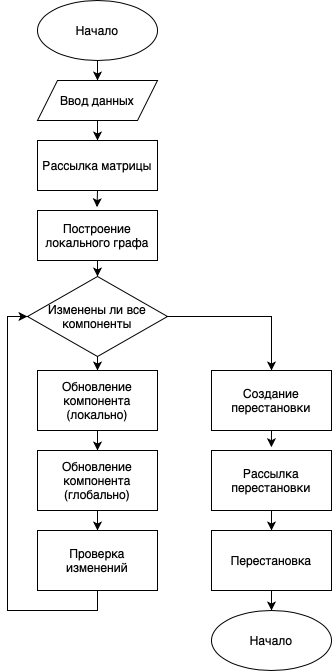 Начало
Ввод данных
Рассылка матрицы
Построение
локального графа
Изменены ли все
компоненты
Обновление
компонента
(локально)
Обновление
компонента
(глобально)
Проверка
изменений
Создание
перестановки
Рассылка
перестановки
Перестановка
Начало